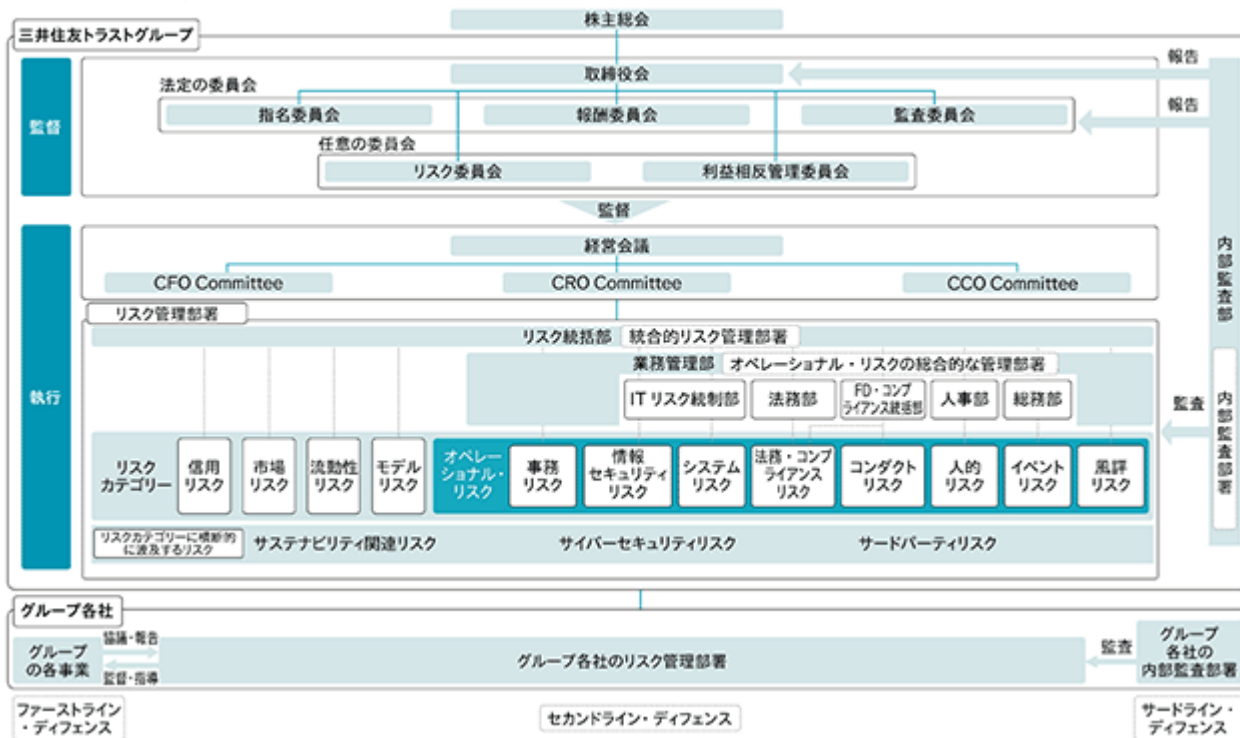 株主総会
三井住友トラストグループ
監督
取締役会
報告
法定の委員会
指名委員会
報酬委員会
監査委員会
報告
任意の委員会
リスク委員会
利益相反管理委員会
監督
執行
経営会議
CFO Committee
CRO Committee
CCO Committee
リスク管理部署
リスク統括部
統合的リスク管理部署
業務管理部
オペレーショナル・リスクの総合的な管理部署
IT リスク統制部
法務部
FD・コンプ
ライアンス統括部
人事部
総務部
リスク
カテゴリー
信用
リスク
市場
リスク
流動性
リスク
モデル
リスク
オペレー
ショナル・
リスク
事務
リスク
情報
セキュリティ
リスク
システム
リスク
法務・コンプ
ライアンス
リスク
コンダクト
リスク
人的
リスク
イベント
リスク
風評
リスク
リスクカテゴリーに横断的
に波及するリスク
サステナビリティ関連リスク
サイバーセキュリティリスク
サードパーティリスク
監査
内部監査部
内部監査部署
グループ各社
グループ
の各事業
協議・報告
監督・指導
グループ各社のリスク管理部署
監査
グループ
各社の
内部監査部署
ファーストライン
・ディフェンス
セカンドライン・ディフェンス
サードライン・
ディフェンス